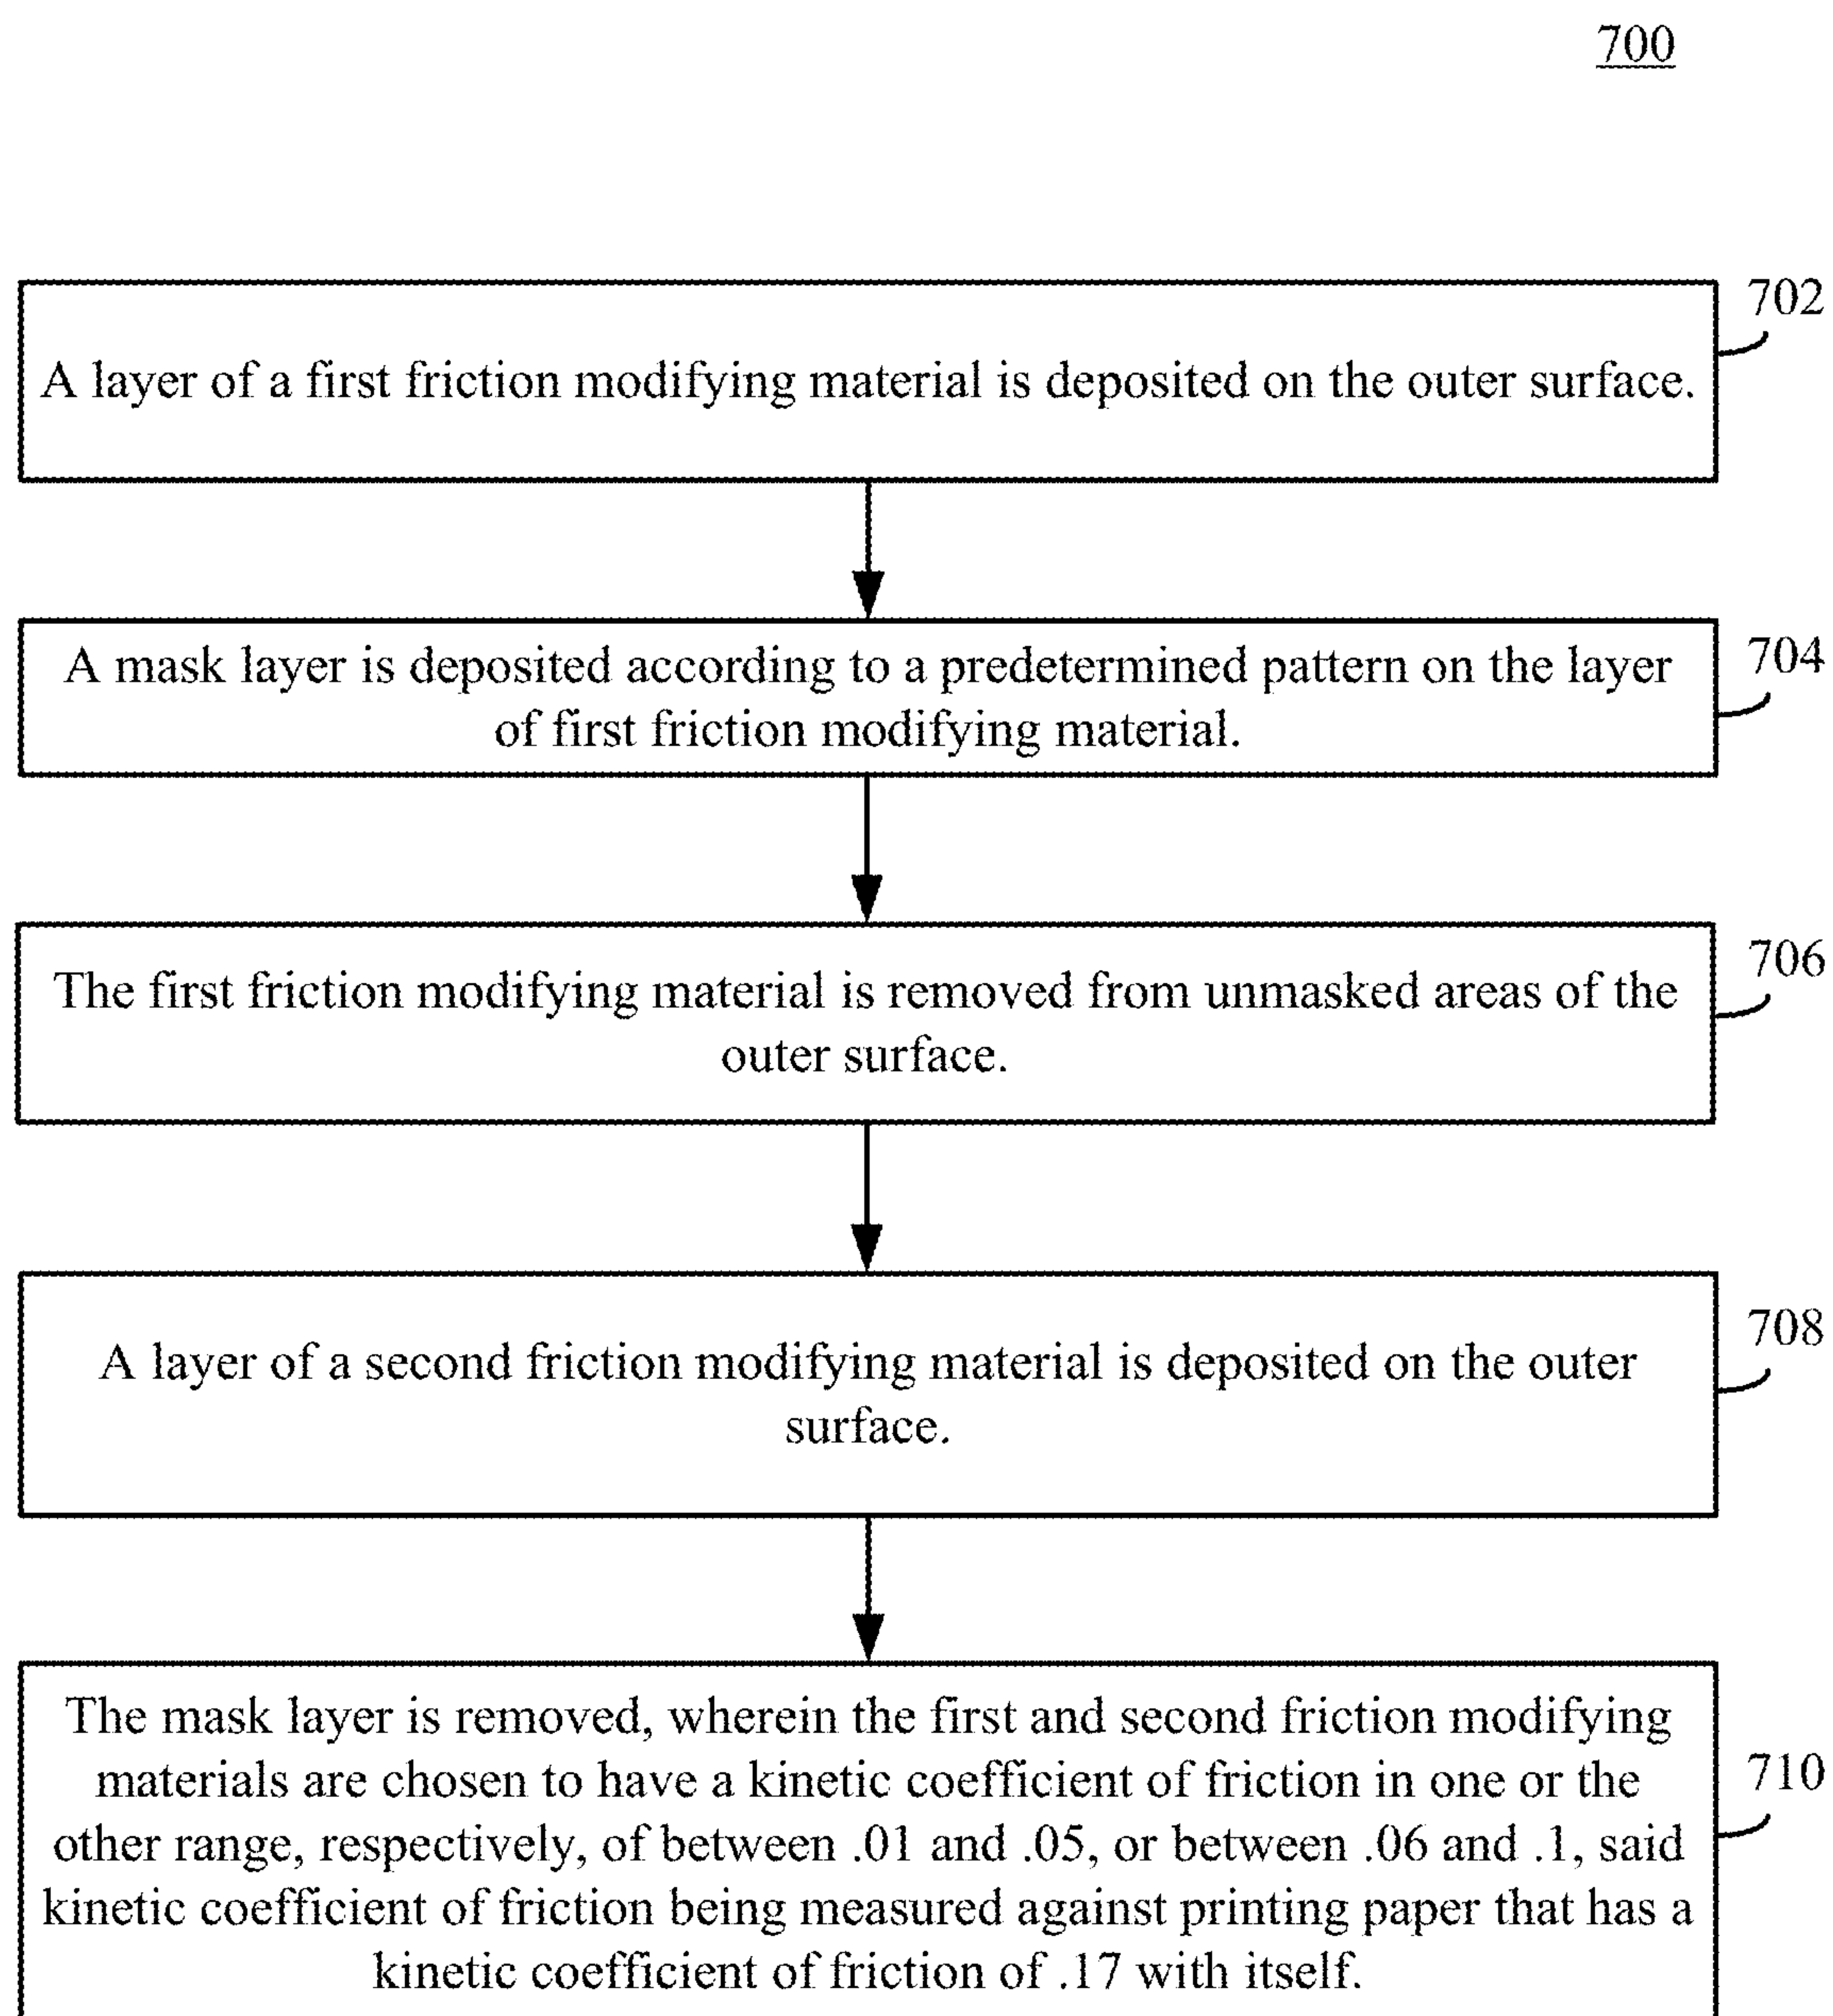 700
702
A layer of a first friction modifying material is deposited on the outer surface.
704
A mask layer is deposited according to a predetermined pattern on the layer
of first friction modifying material.
706
The first friction modifying material is removed from unmasked areas of the
outer surface.
708
A layer of a second friction modifying material is deposited on the outer
surface.
710
The mask layer is removed, wherein the first and second friction modifying
materials are chosen to have a kinetic coefficient of friction in one or the
other range, respectively, of between .01 and .05, or between .06 and .1, said
kinetic coefficient of friction being measured against printing paper that has a
kinetic coefficient of friction of .17 with itself.